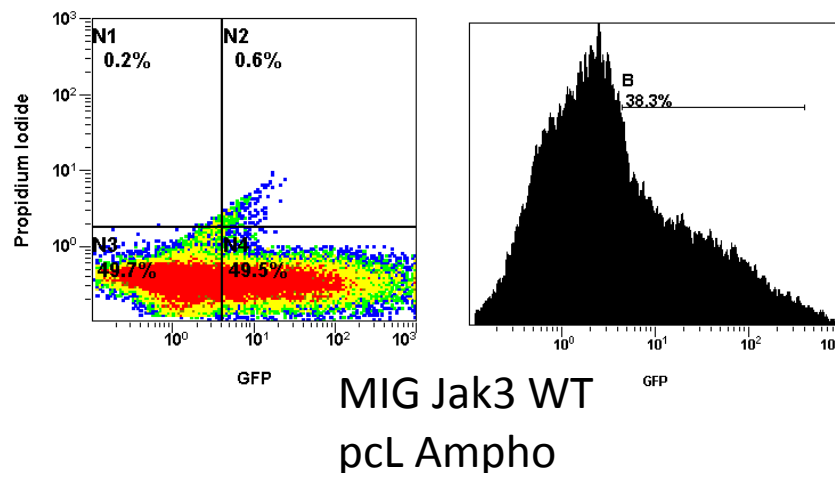 10³
N1
0.2%
N2
0.6%
10²
10¹
10⁰
N3
49.7%
N4
49.5%
Propidium Iodide
10⁰ 10¹ 10² 10³
GFP
B
38.3%
10⁰ 10¹ 10² 10
GFP
MIG Jak3 WT
pcL Ampho